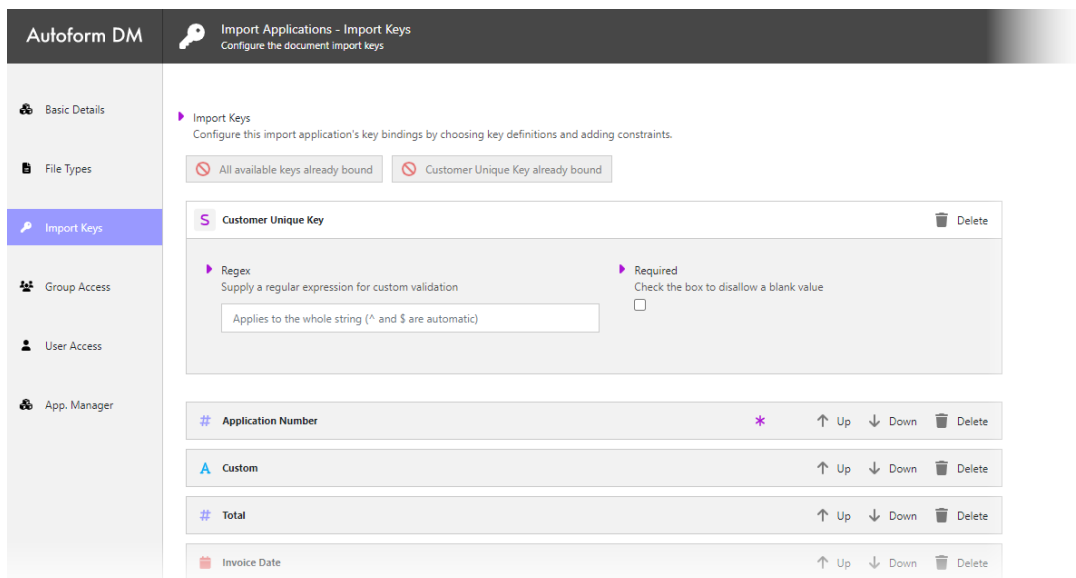 Autoform DM
Import Applications - Import Keys
Configure the document import keys
Basic Details
File Types
Import Keys
Group Access
User Access
App. Manager
Import Keys
Configure this import application's key bindings by choosing key definitions and adding constraints.
All available keys already bound Customer Unique Key already bound
S Customer Unique Key Delete
Regex Required
Supply a regular expression for custom validation Check the box to disallow a blank value
Applies to the whole string (^ and $ are automatic)
# Application Number * Up Down Delete
A Custom Up Down Delete
# Total Up Down Delete
Invoice Date Up Down Delete